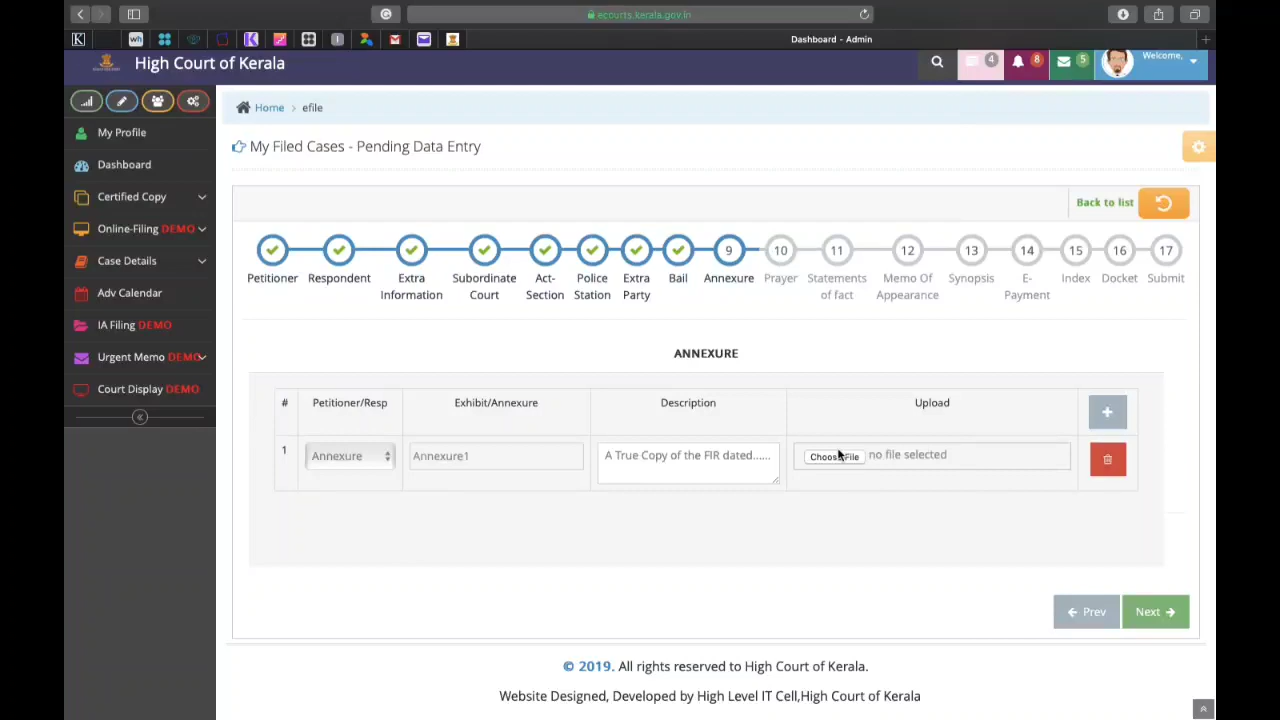 ecourts.kerala.gov.in
Dashboard - Admin
High Court of Kerala
4
8
5
Welcome,
My Profile
Dashboard
Certified Copy
Online-Filing DEMO
Case Details
Adv Calendar
IA Filing DEMO
Urgent Memo DEMO
Court Display DEMO
Home > efile
My Filed Cases - Pending Data Entry
Back to list
9 10 11 12 13 14 15 16 17
Petitioner Respondent Extra Information Subordinate Court Act-Section Police Station Extra Party Bail Annexure Prayer Statements of fact Memo Of Appearance Synopsis E-Payment Index Docket Submit
ANNEXURE
# Petitioner/Resp Exhibit/Annexure Description Upload
1 Annexure Annexure1 A True Copy of the FIR dated...... Choose File no file selected
Prev Next
© 2019. All rights reserved to High Court of Kerala.
Website Designed, Developed by High Level IT Cell,High Court of Kerala